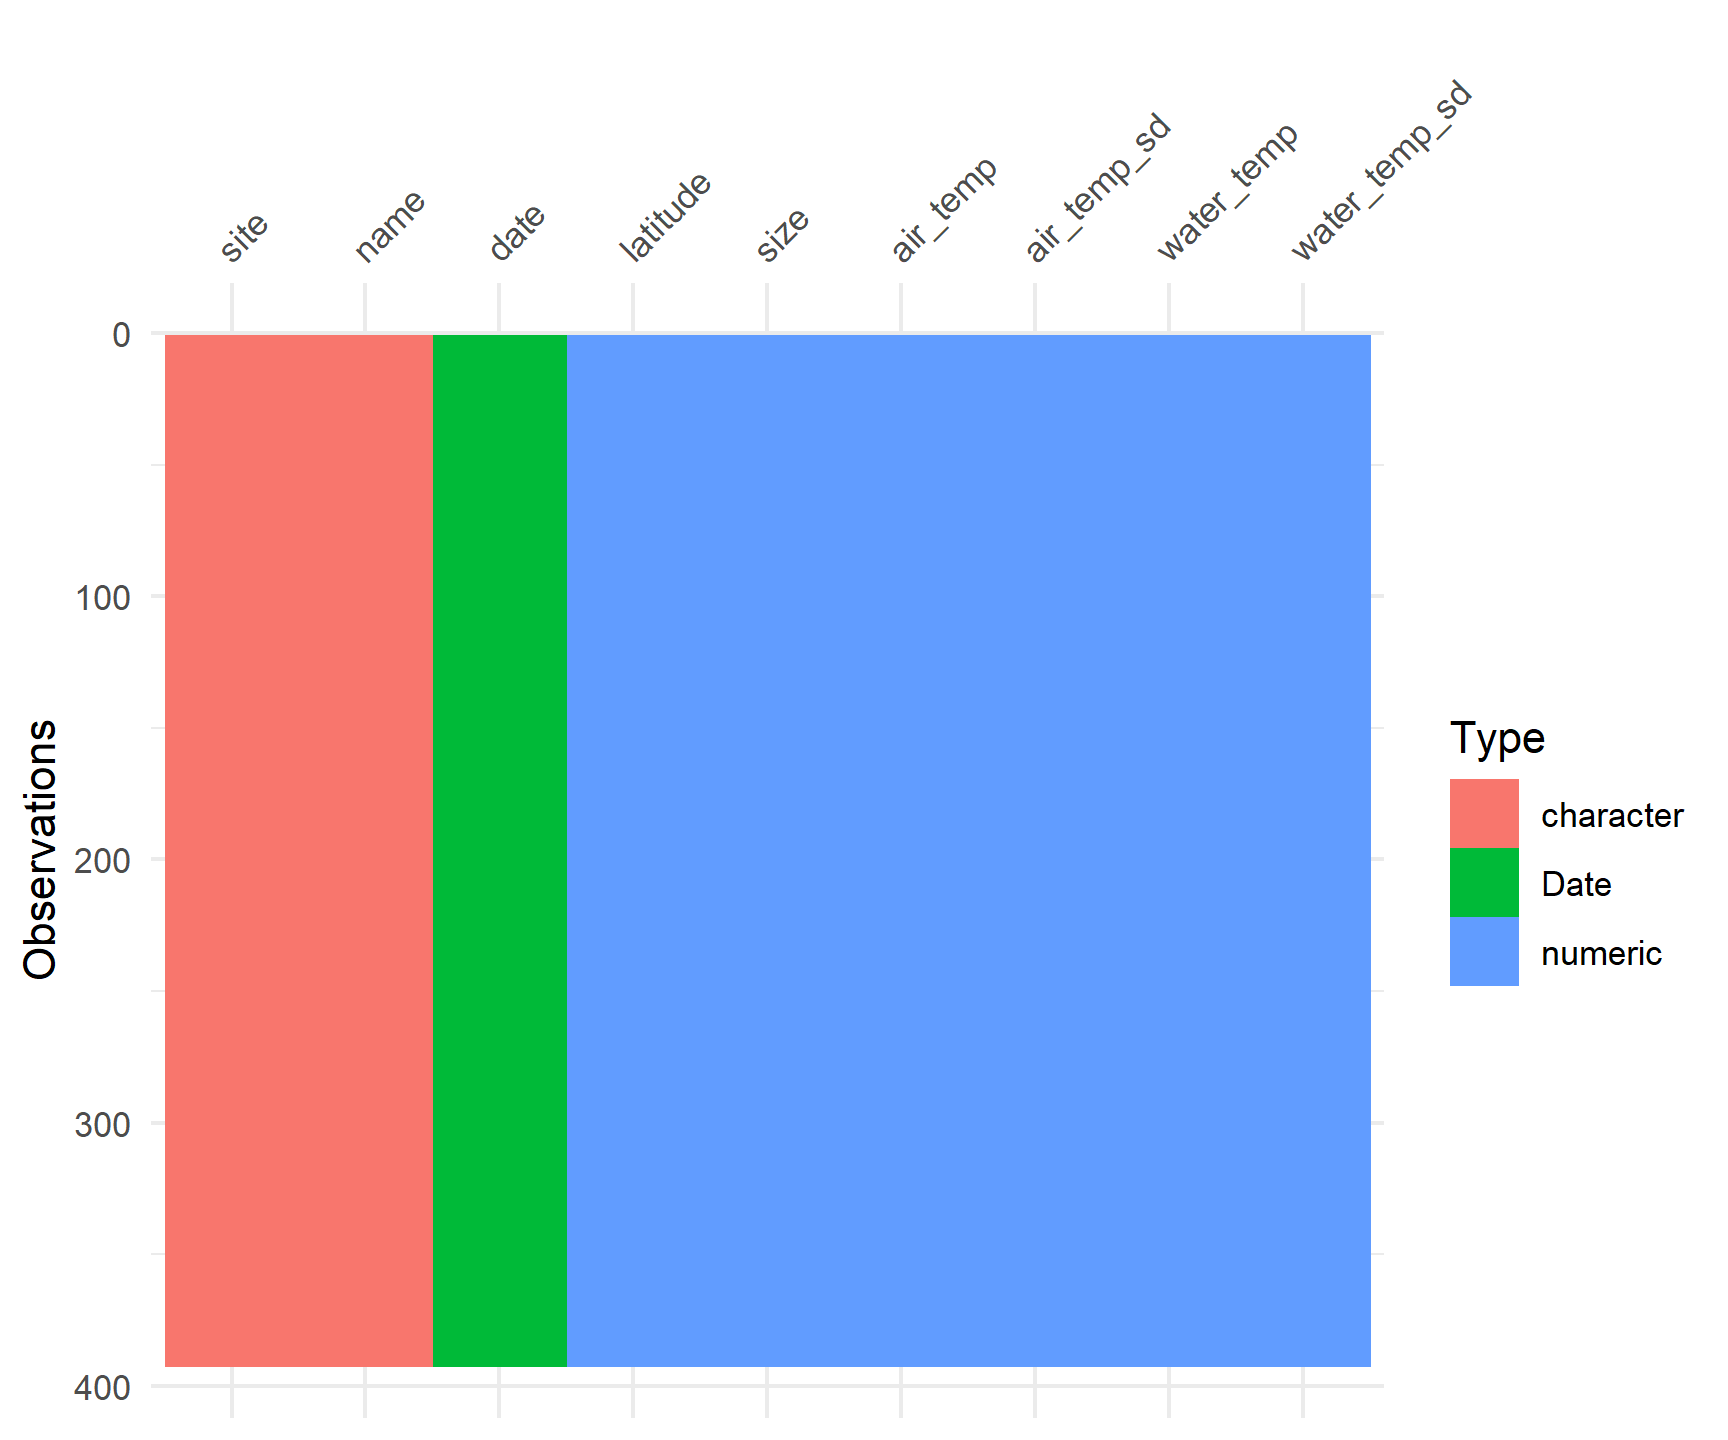 site
name
date
latitude
size
air_temp
air_temp_sd
water_temp
water_temp_sd
0
100
200
300
400
Observations
Type
character
Date
numeric